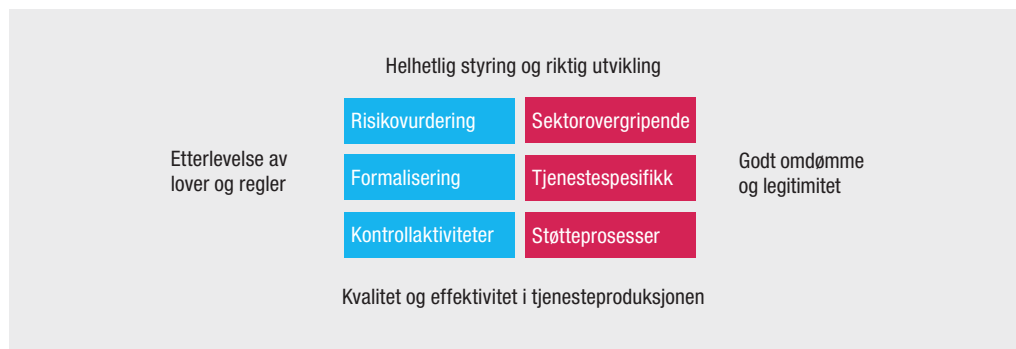 Helhetlig styring og riktig utvikling
Risikovurdering
Sektorovergripende
Etterlevelse av
lover og regler
Formalisering
Tjenestespesifikk
Godt omdømme
og legitimitet
Kontrollaktiviteter
Støtteprosesser
Kvalitet og effektivitet i tjenesteproduksjonen